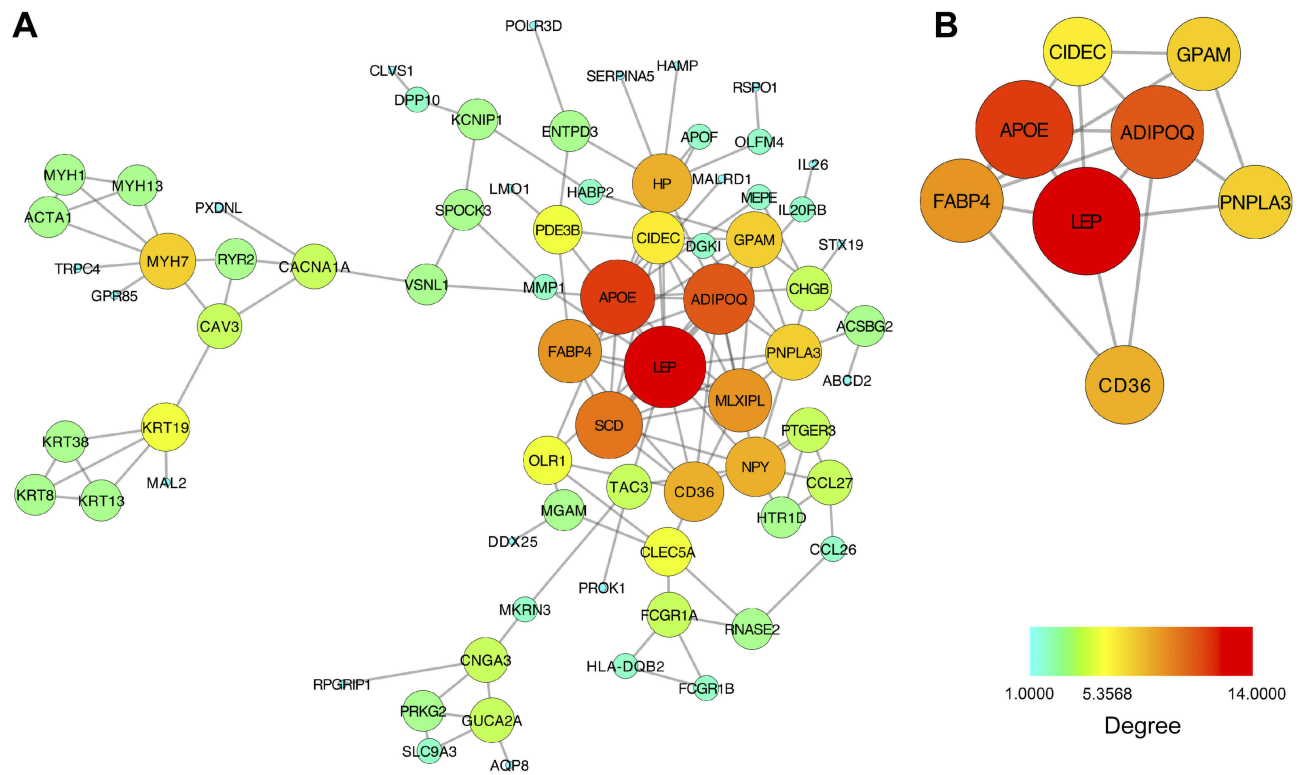 A
B
POLR3D
CLVS1
DPP10
SERPINA5
HAMP
RSPO1
KCNIP1
ENTPD3
APOF
OLFM4
MYH1
MYH13
ACTA1
PXDNL
LMO1
HABP2
HP
MALRD1
IL26
MEPE
IL20RB
SPOCK3
PDE3B
CIDEC
DGKI
GPAM
STX19
TRPC4
MYH7
RYR2
CACNA1A
GPR85
VSNL1
MMP1
APOE
ADIPOQ
CHGB
CAV3
ACSBG2
FABP4
LEP
PNPLA3
ABCD2
MLXIPL
KRT19
SCD
PTGER3
KRT38
OLR1
NPY
KRT8
KRT13
MAL2
TAC3
CD36
CCL27
MGAM
HTR1D
DDX25
CLEC5A
CCL26
PROK1
MKRN3
FCGR1A
RNASE2
CNGA3
HLA-DQB2
RPGRIP1
FCGR1B
PRKG2
GUCA2A
SLC9A3
AQP8
CIDEC
GPAM
APOE
ADIPOQ
FABP4
LEP
PNPLA3
CD36
1.0000 5.3568 14.0000
Degree